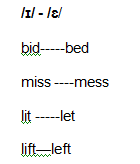 /ɪ/ - /ɛ/
bid-----bed
miss ----mess
lit -----let
lift—left